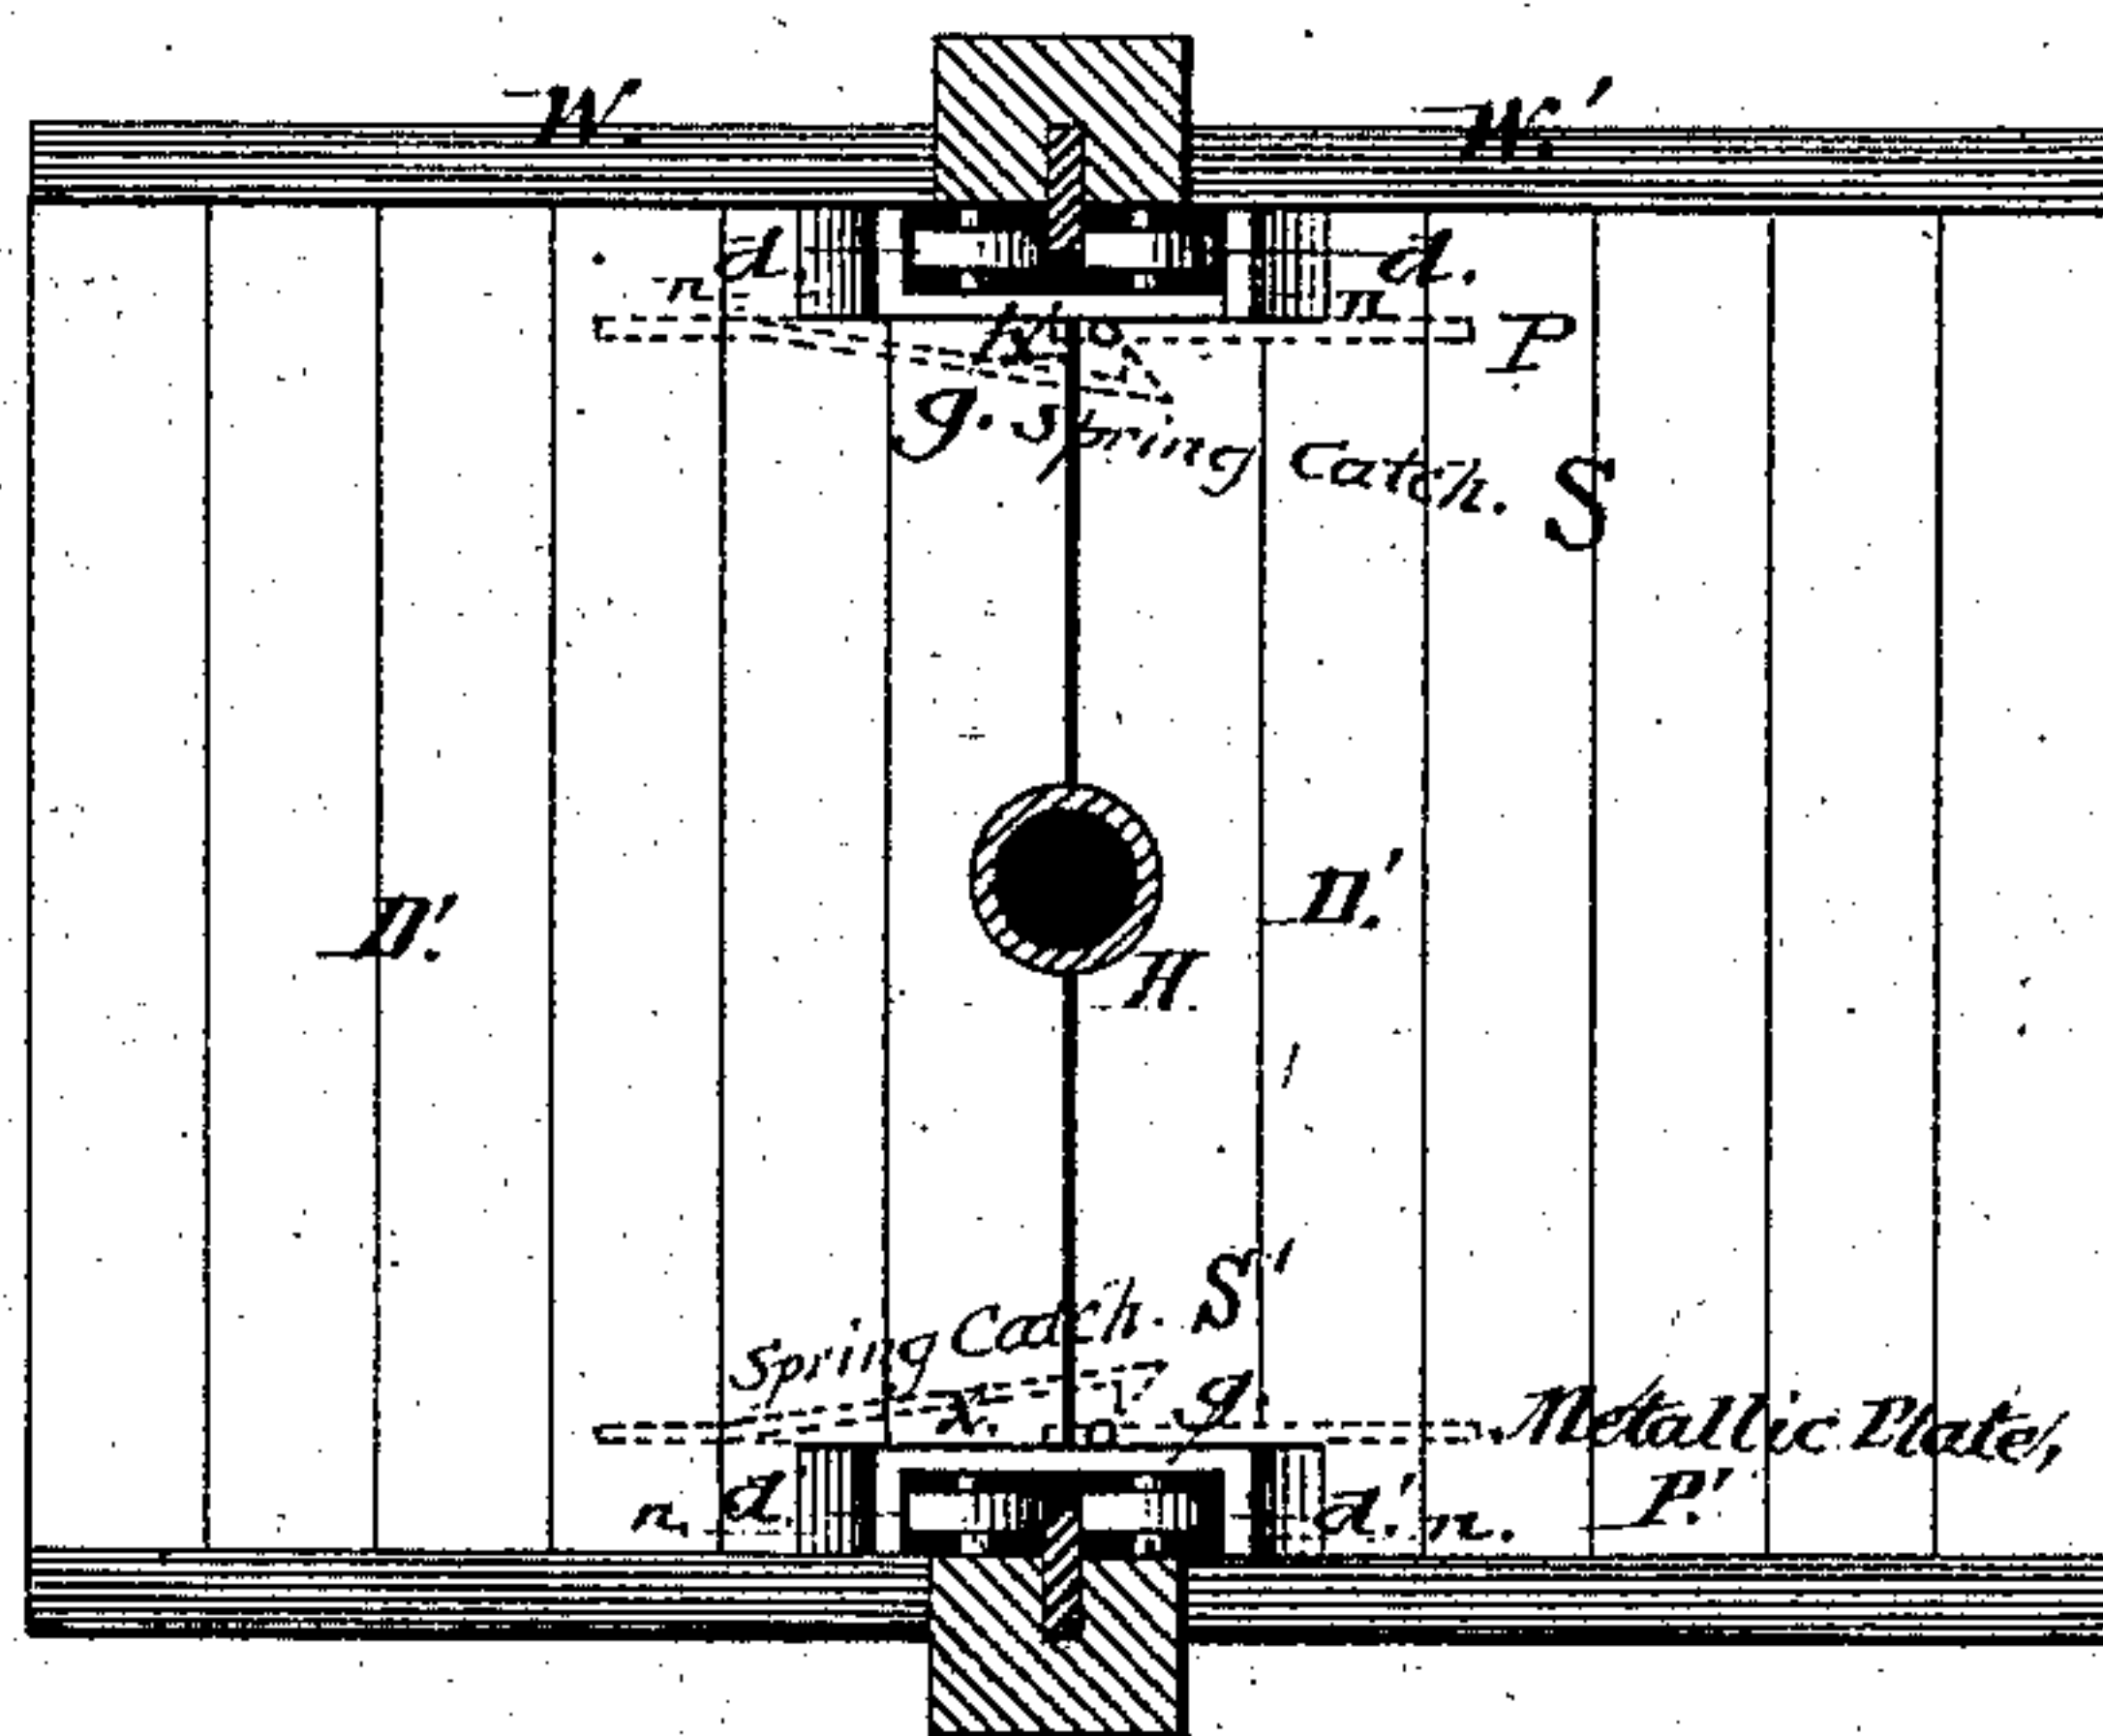 W. W.'
d. d.
n. n
x' P
g. Spring Catch. S
D.' D.'
H.
Spring Catch. S'
x. g. Metallic Plate,
n. d. d.' n. P.'